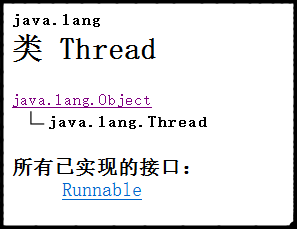 java.lang
类 Thread
java.lang.Object
java.lang.Thread
所有已实现的接口：
Runnable